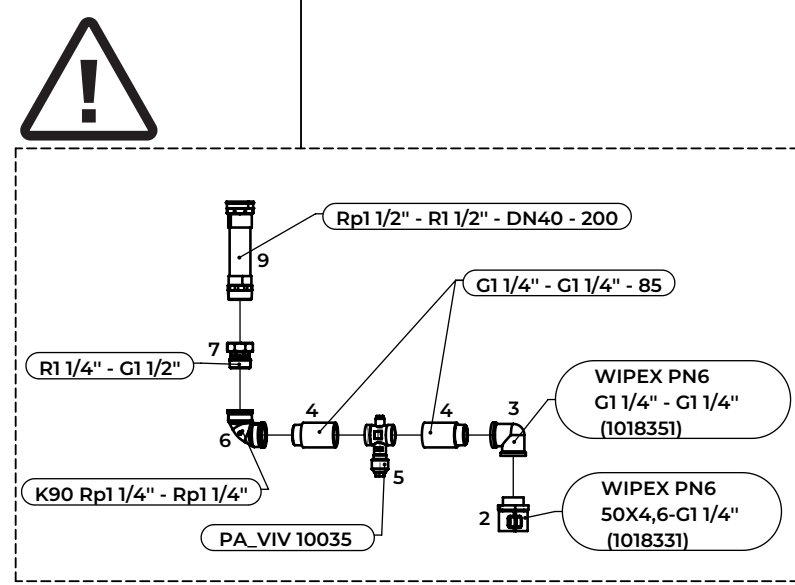 Rp1 1/2" - R1 1/2" - DN40 - 200
9
G1 1/4" - G1 1/4" - 85
7
R1 1/4" - G1 1/2"
WIPEX PN6
G1 1/4" - G1 1/4"
(1018351)
4
4
3
6
5
K90 Rp1 1/4" - Rp1 1/4"
WIPEX PN6
50X4,6-G1 1/4"
(1018331)
2
PA_VIV 10035